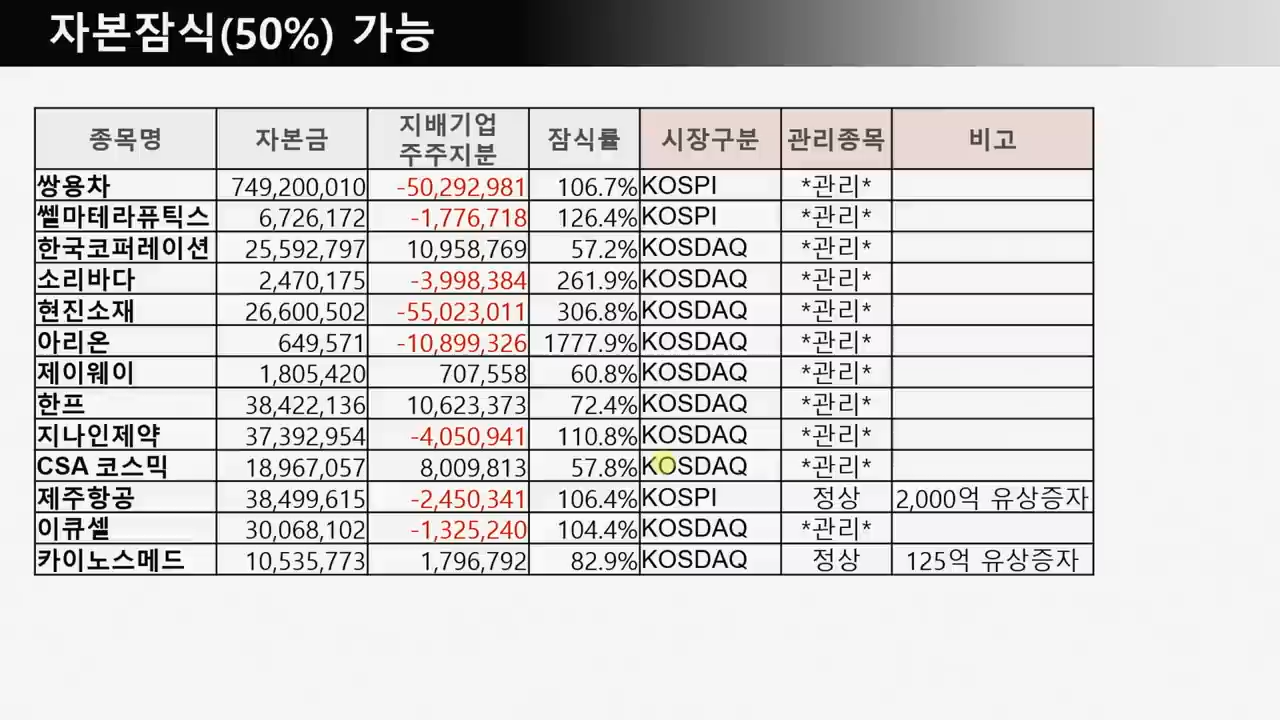 자본잠식(50%) 가능
종목명 자본금 지배기업 주주지분 잠식률 시장구분 관리종목 비고
쌍용차 749,200,010 -50,292,981 106.7% KOSPI *관리*
쎌마테라퓨틱스 6,726,172 -1,776,718 126.4% KOSPI *관리*
한국코퍼레이션 25,592,797 10,958,769 57.2% KOSDAQ *관리*
소리바다 2,470,175 -3,998,384 261.9% KOSDAQ *관리*
현진소재 26,600,502 -55,023,011 306.8% KOSDAQ *관리*
아리온 649,571 -10,899,326 1777.9% KOSDAQ *관리*
제이웨이 1,805,420 707,558 60.8% KOSDAQ *관리*
한프 38,422,136 10,623,373 72.4% KOSDAQ *관리*
지나인제약 37,392,954 -4,050,941 110.8% KOSDAQ *관리*
CSA 코스믹 18,967,057 8,009,813 57.8% KOSDAQ *관리*
제주항공 38,499,615 -2,450,341 106.4% KOSPI 정상 2,000억 유상증자
이큐셀 30,068,102 -1,325,240 104.4% KOSDAQ *관리*
카이노스메드 10,535,773 1,796,792 82.9% KOSDAQ 정상 125억 유상증자